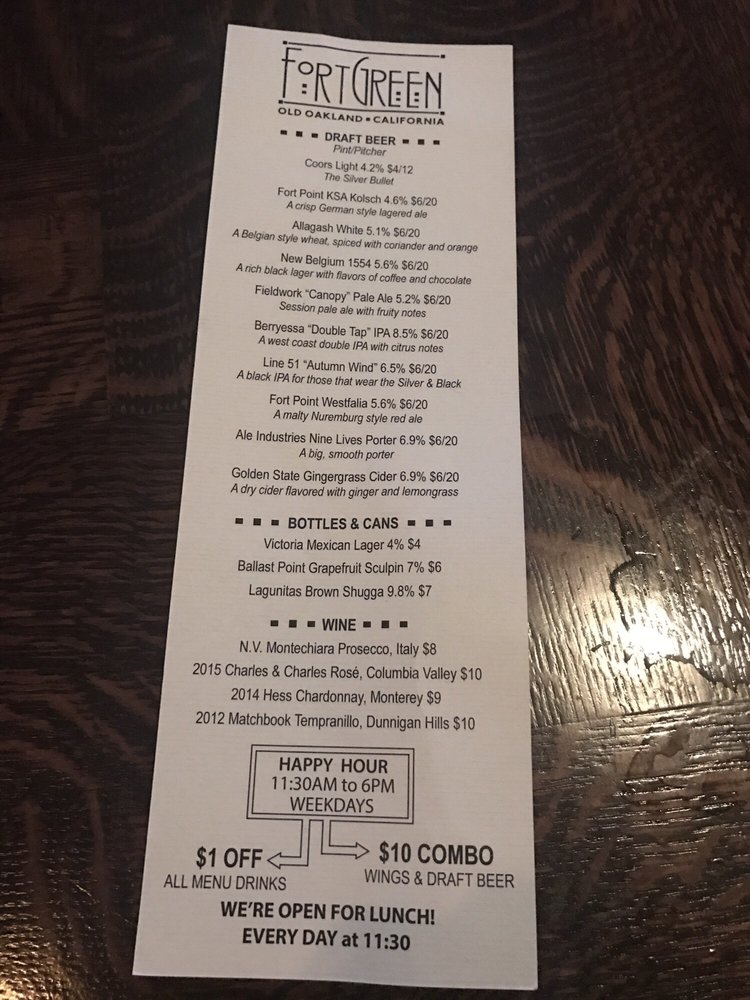 FORTGREEN
OLD OAKLAND ▪ CALIFORNIA
▪ ▪ ▪ DRAFT BEER ▪ ▪ ▪
Pint/Pitcher
Coors Light 4.2% $4/12
The Silver Bullet
Fort Point KSA Kolsch 4.6% $6/20
A crisp German style lagered ale
Allagash White 5.1% $6/20
A Belgian style wheat, spiced with coriander and orange
New Belgium 1554 5.6% $6/20
A rich black lager with flavors of coffee and chocolate
Fieldwork "Canopy" Pale Ale 5.2% $6/20
Session pale ale with fruity notes
Berryessa "Double Tap" IPA 8.5% $6/20
A west coast double IPA with citrus notes
Line 51 "Autumn Wind" 6.5% $6/20
A black IPA for those that wear the Silver & Black
Fort Point Westfalia 5.6% $6/20
A malty Nuremburg style red ale
Ale Industries Nine Lives Porter 6.9% $6/20
A big, smooth porter
Golden State Gingergrass Cider 6.9% $6/20
A dry cider flavored with ginger and lemongrass
▪ ▪ ▪ BOTTLES & CANS ▪ ▪ ▪
Victoria Mexican Lager 4% $4
Ballast Point Grapefruit Sculpin 7% $6
Lagunitas Brown Shugga 9.8% $7
▪ ▪ ▪ WINE ▪ ▪ ▪
N.V. Montechiara Prosecco, Italy $8
2015 Charles & Charles Rosé, Columbia Valley $10
2014 Hess Chardonnay, Monterey $9
2012 Matchbook Tempranillo, Dunnigan Hills $10
HAPPY HOUR
11:30AM to 6PM
WEEKDAYS
$1 OFF
ALL MENU DRINKS
$10 COMBO
WINGS & DRAFT BEER
WE'RE OPEN FOR LUNCH!
EVERY DAY at 11:30